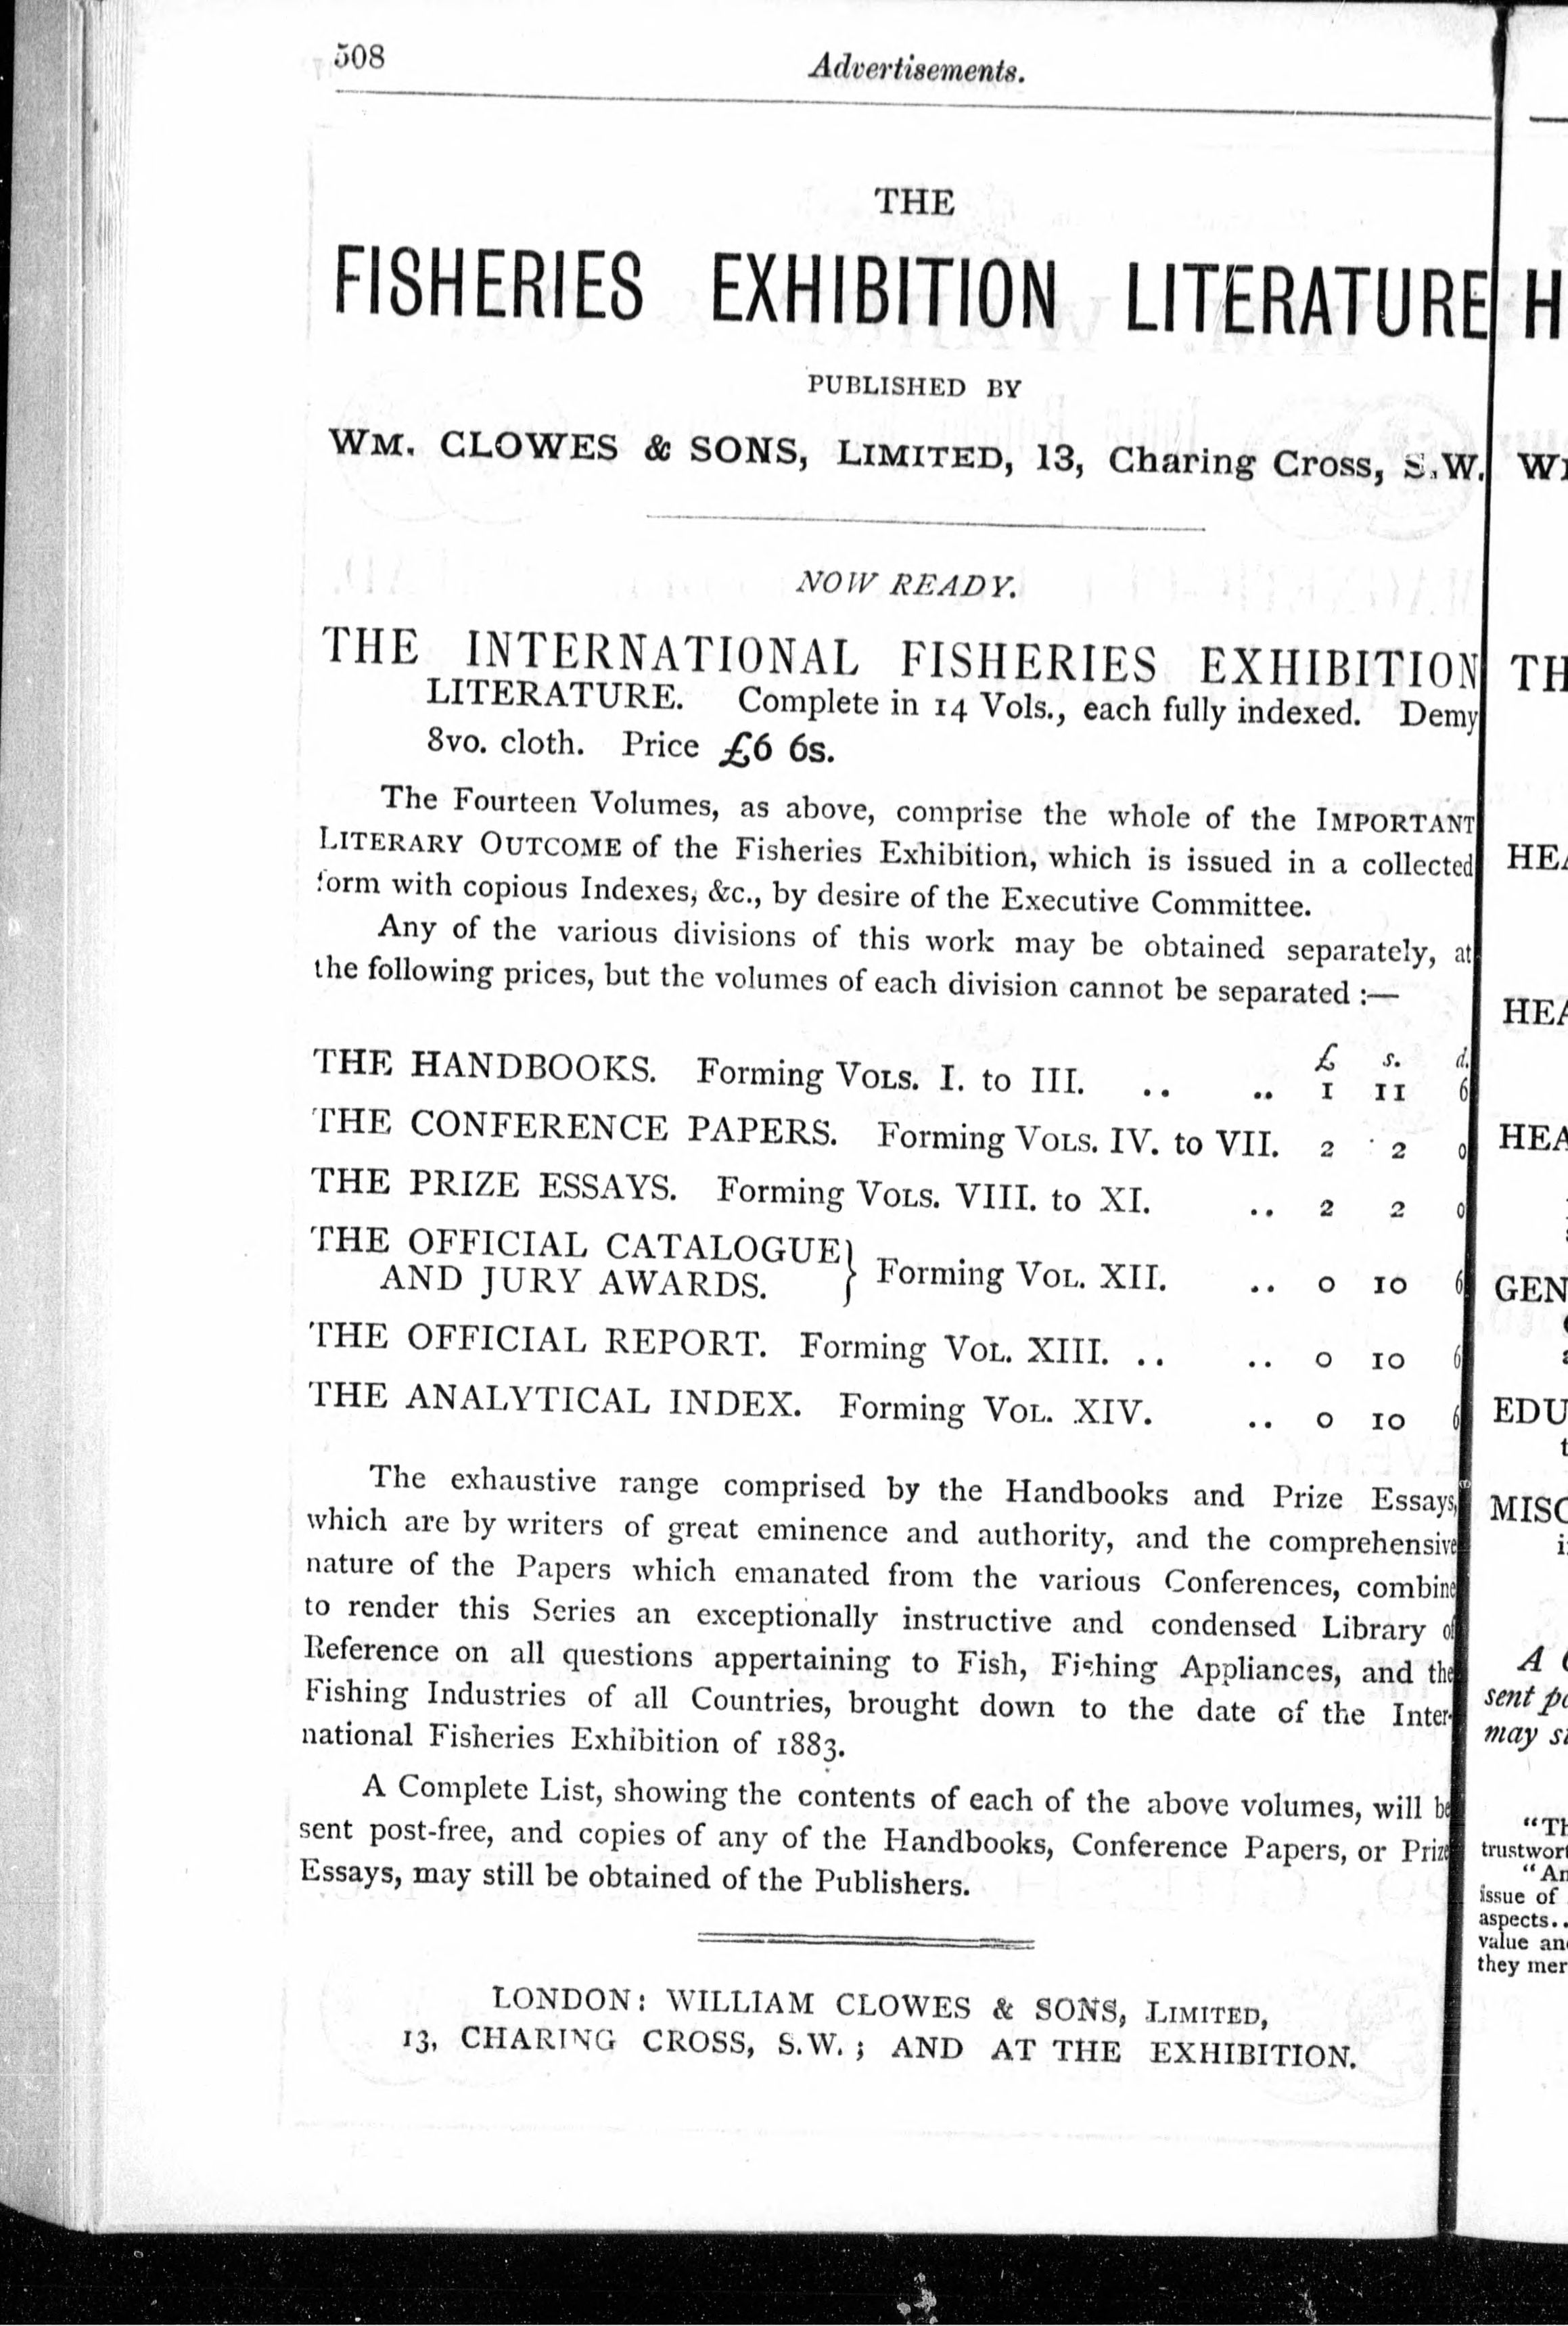 508
Advertisements.
THE
FISHERIES EXHIBITION LITERATURE
PUBLISHED BY
WM. CLOWES & SONS, LIMITED, 13, Charing Cross, S.W.
NOW READY.
THE INTERNATIONAL FISHERIES EXHIBITION
LITERATURE. Complete in 14 Vols., each fully indexed. Demy
8vo. cloth. Price £6 6s.
The Fourteen Volumes, as above, comprise the whole of the IMPORTANT
LITERARY OUTCOME of the Fisheries Exhibition, which is issued in a collected
form with copious Indexes, &c., by desire of the Executive Committee.
Any of the various divisions of this work may be obtained separately, at
the following prices, but the volumes of each division cannot be separated :—
£ s. d.
THE HANDBOOKS. Forming VOLS. I. to III. .. .. 1 11 6
THE CONFERENCE PAPERS. Forming VOLS. IV. to VII. 2 2 0
THE PRIZE ESSAYS. Forming VOLS. VIII. to XI. .. 2 2 0
THE OFFICIAL CATALOGUE
AND JURY AWARDS. } Forming VOL. XII. .. 0 10 6
THE OFFICIAL REPORT. Forming VOL. XIII. .. .. 0 10 6
THE ANALYTICAL INDEX. Forming VOL. XIV. .. 0 10 6
The exhaustive range comprised by the Handbooks and Prize Essays,
which are by writers of great eminence and authority, and the comprehensive
nature of the Papers which emanated from the various Conferences, combine
to render this Series an exceptionally instructive and condensed Library of
Reference on all questions appertaining to Fish, Fishing Appliances, and the
Fishing Industries of all Countries, brought down to the date of the Inter-
national Fisheries Exhibition of 1883.
A Complete List, showing the contents of each of the above volumes, will be
sent post-free, and copies of any of the Handbooks, Conference Papers, or Prize
Essays, may still be obtained of the Publishers.
LONDON: WILLIAM CLOWES & SONS, LIMITED,
13, CHARING CROSS, S.W.; AND AT THE EXHIBITION.